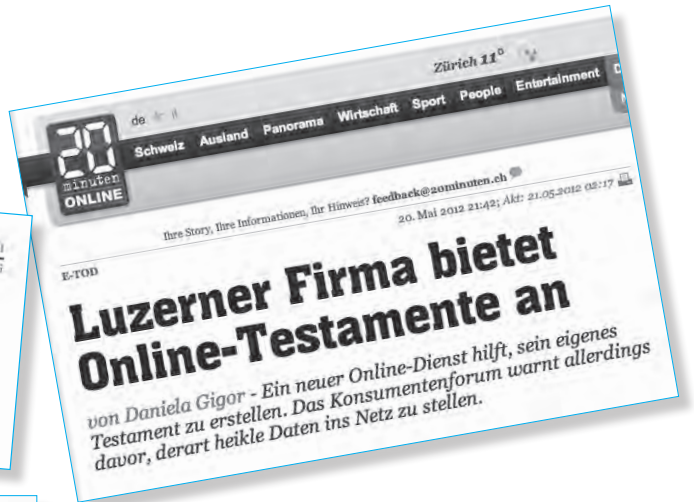 Zürich 11°
de
20 minuten ONLINE
Schweiz Ausland Panorama Wirtschaft Sport People Entertainment
Ihre Story, Ihre Informationen, Ihr Hinweis? feedback@20minuten.ch
20. Mai 2012 21:42; Akt: 21.05.2012 02:17
E-TOD
Luzerner Firma bietet
Online-Testamente an
von Daniela Gigor - Ein neuer Online-Dienst hilft, sein eigenes
Testament zu erstellen. Das Konsumentenforum warnt allerdings
davor, derart heikle Daten ins Netz zu stellen.